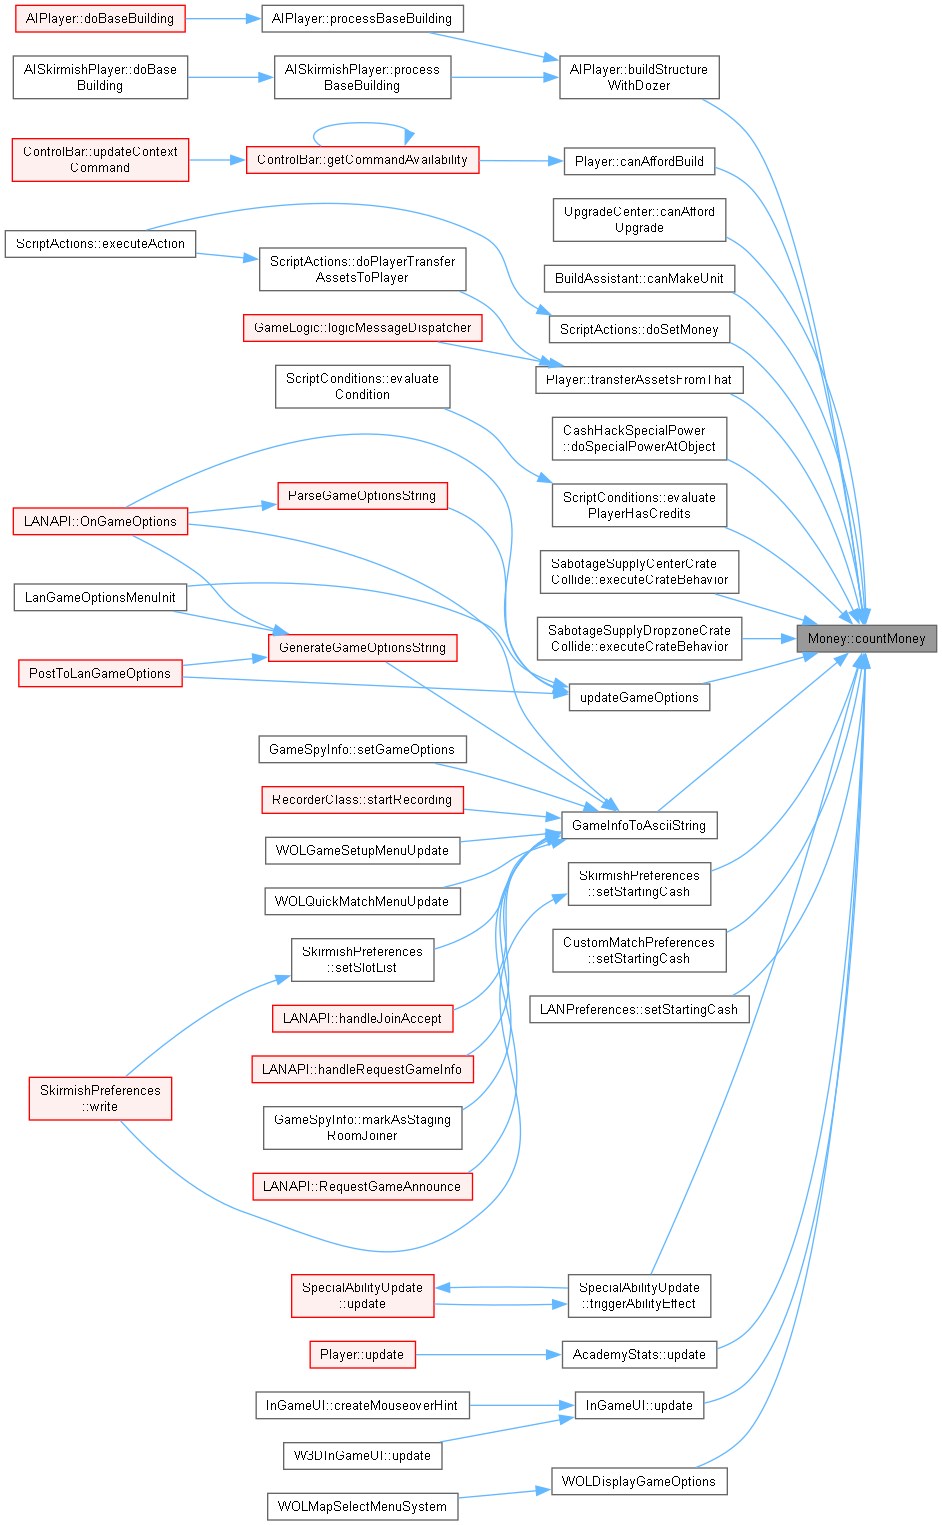 AIPlayer::doBaseBuilding
AIPlayer::processBaseBuilding
AISkirmishPlayer::doBase
Building
AISkirmishPlayer::process
BaseBuilding
AIPlayer::buildStructure
WithDozer
ControlBar::updateContext
Command
ControlBar::getCommandAvailability
Player::canAffordBuild
UpgradeCenter::canAfford
Upgrade
ScriptActions::executeAction
ScriptActions::doPlayerTransfer
AssetsToPlayer
BuildAssistant::canMakeUnit
GameLogic::logicMessageDispatcher
ScriptActions::doSetMoney
ScriptConditions::evaluate
Condition
Player::transferAssetsFromThat
CashHackSpecialPower
::doSpecialPowerAtObject
ParseGameOptionsString
ScriptConditions::evaluate
PlayerHasCredits
LANAPI::OnGameOptions
SabotageSupplyCenterCrate
Collide::executeCrateBehavior
LanGameOptionsMenuInit
SabotageSupplyDropzoneCrate
Collide::executeCrateBehavior
Money::countMoney
GenerateGameOptionsString
PostToLanGameOptions
updateGameOptions
GameSpyInfo::setGameOptions
RecorderClass::startRecording
GameInfoToAsciiString
WOLGameSetupMenuUpdate
WOLQuickMatchMenuUpdate
SkirmishPreferences
::setStartingCash
SkirmishPreferences
::setSlotList
CustomMatchPreferences
::setStartingCash
LANAPI::handleJoinAccept
LANPreferences::setStartingCash
LANAPI::handleRequestGameInfo
SkirmishPreferences
::write
GameSpyInfo::markAsStaging
RoomJoiner
LANAPI::RequestGameAnnounce
SpecialAbilityUpdate
::update
SpecialAbilityUpdate
::triggerAbilityEffect
Player::update
AcademyStats::update
InGameUI::createMouseoverHint
InGameUI::update
W3DInGameUI::update
WOLDisplayGameOptions
WOLMapSelectMenuSystem